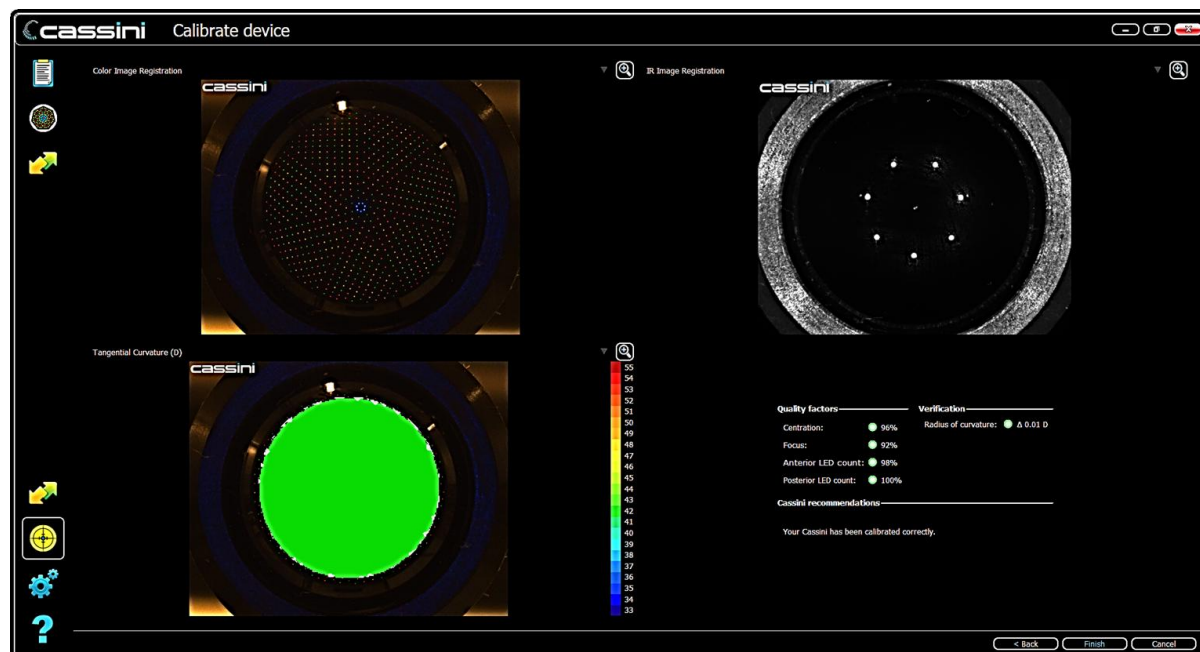 cassini Calibrate device
Color Image Registration
IR Image Registration
cassini
cassini
Tangential Curvature (D)
cassini
55
54
53
52
51
50
49
48
47
46
45
44
43
42
41
40
39
38
37
36
35
34
33
Quality factors
Centration: 96%
Focus: 92%
Anterior LED count: 98%
Posterior LED count: 100%
Verification
Radius of curvature: Δ 0.01 D
Cassini recommendations
Your Cassini has been calibrated correctly.
?
< Back Finish Cancel